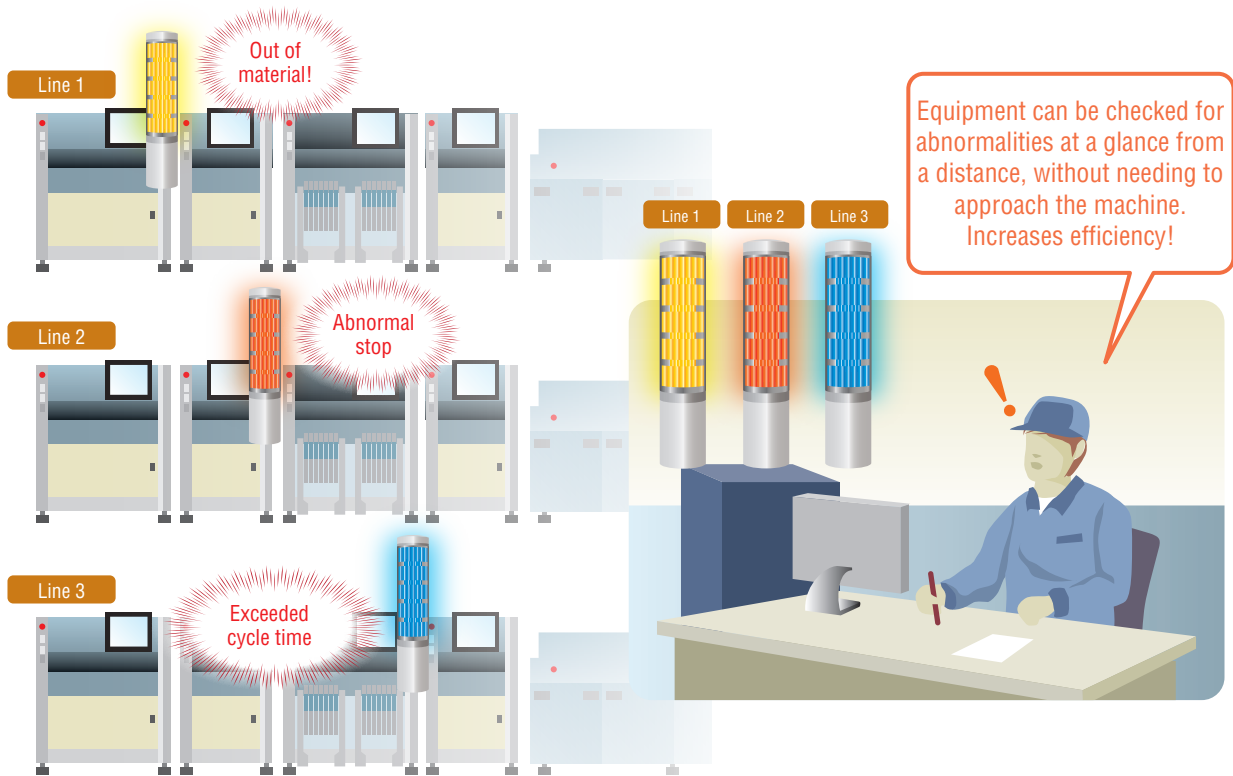 Line 1
Out of
material!
Line 2
Abnormal
stop
Line 3
Exceeded
cycle time
Line 1
Line 2
Line 3
Equipment can be checked for
abnormalities at a glance from
a distance, without needing to
approach the machine.
Increases efficiency!